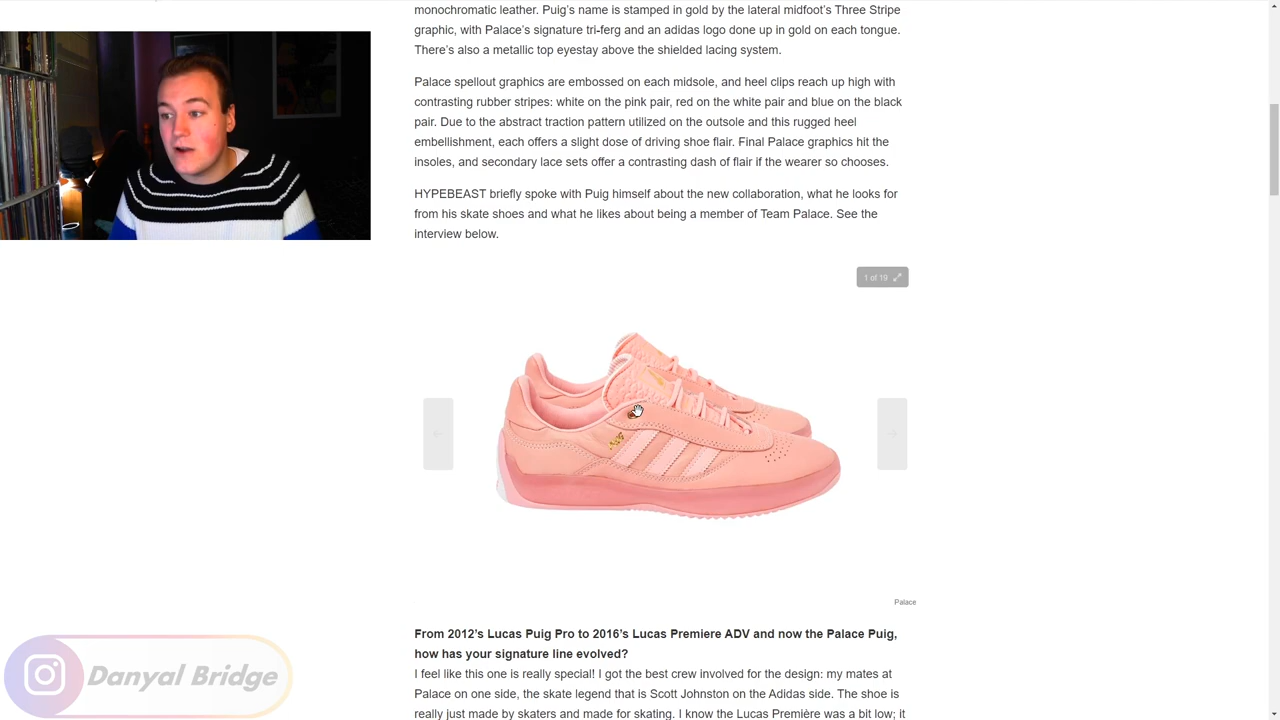 monochromatic leather. Puig’s name is stamped in gold by the lateral midfoot’s Three Stripe
graphic, with Palace’s signature tri-ferg and an adidas logo done up in gold on each tongue.
There’s also a metallic top eyestay above the shielded lacing system.
Palace spellout graphics are embossed on each midsole, and heel clips reach up high with
contrasting rubber stripes: white on the pink pair, red on the white pair and blue on the black
pair. Due to the abstract traction pattern utilized on the outsole and this rugged heel
embellishment, each offers a slight dose of driving shoe flair. Final Palace graphics hit the
insoles, and secondary lace sets offer a contrasting dash of flair if the wearer so chooses.
HYPEBEAST briefly spoke with Puig himself about the new collaboration, what he looks for
from his skate shoes and what he likes about being a member of Team Palace. See the
interview below.
1 of 19
Palace
From 2012’s Lucas Puig Pro to 2016’s Lucas Premiere ADV and now the Palace Puig,
how has your signature line evolved?
I feel like this one is really special! I got the best crew involved for the design: my mates at
Palace on one side, the skate legend that is Scott Johnston on the Adidas side. The shoe is
really just made by skaters and made for skating. I know the Lucas Première was a bit low; it
Danyal Bridge